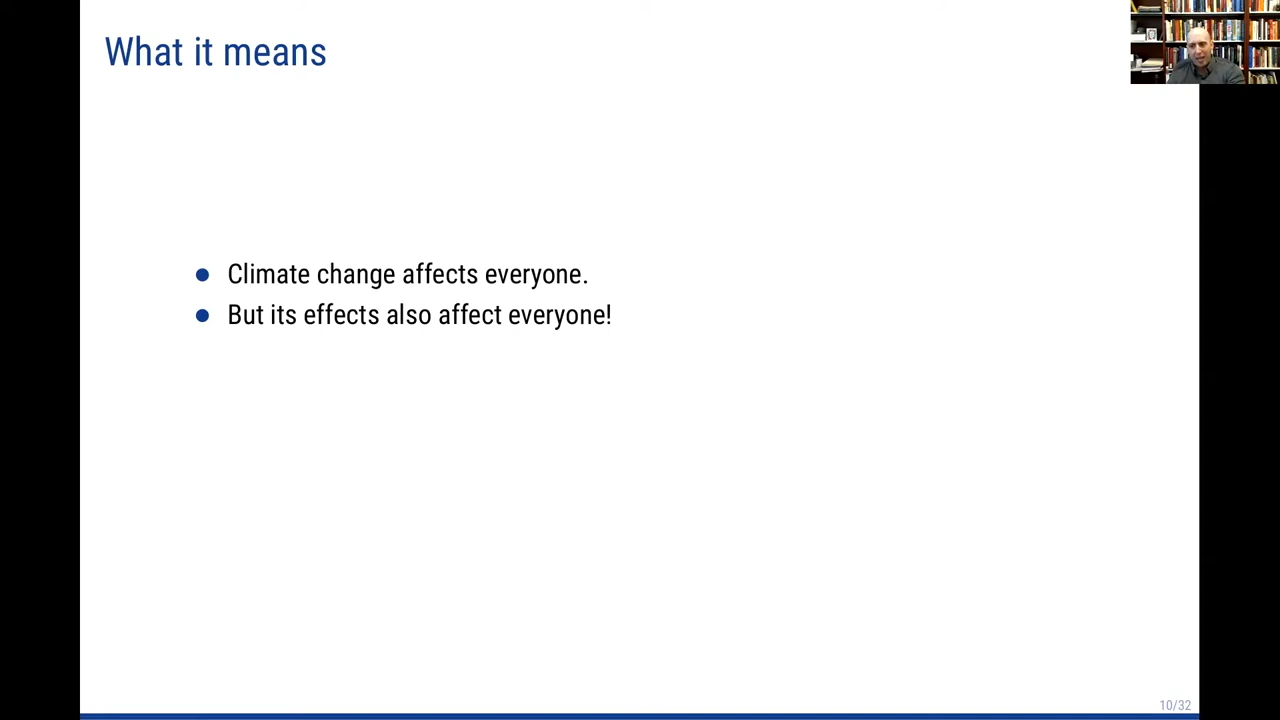 What it means
Climate change affects everyone.
But its effects also affect everyone!
10/32